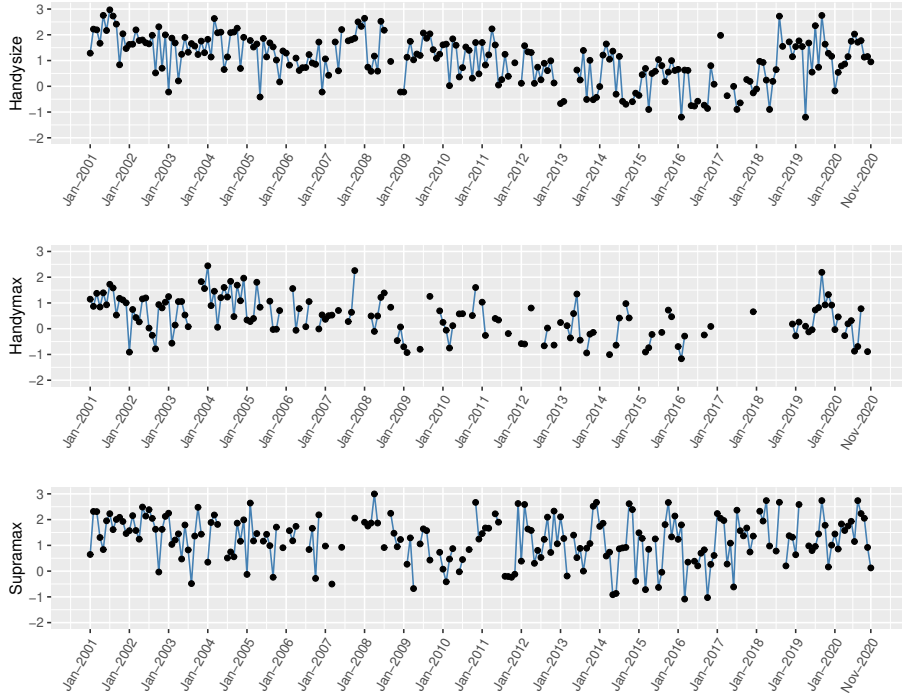 Handysize
3
2
1
0
−1
−2
Jan−2001
Jan−2002
Jan−2003
Jan−2004
Jan−2005
Jan−2006
Jan−2007
Jan−2008
Jan−2009
Jan−2010
Jan−2011
Jan−2012
Jan−2013
Jan−2014
Jan−2015
Jan−2016
Jan−2017
Jan−2018
Jan−2019
Jan−2020
Nov−2020
Handymax
3
2
1
0
−1
−2
Jan−2001
Jan−2002
Jan−2003
Jan−2004
Jan−2005
Jan−2006
Jan−2007
Jan−2008
Jan−2009
Jan−2010
Jan−2011
Jan−2012
Jan−2013
Jan−2014
Jan−2015
Jan−2016
Jan−2017
Jan−2018
Jan−2019
Jan−2020
Nov−2020
Supramax
3
2
1
0
−1
−2
Jan−2001
Jan−2002
Jan−2003
Jan−2004
Jan−2005
Jan−2006
Jan−2007
Jan−2008
Jan−2009
Jan−2010
Jan−2011
Jan−2012
Jan−2013
Jan−2014
Jan−2015
Jan−2016
Jan−2017
Jan−2018
Jan−2019
Jan−2020
Nov−2020